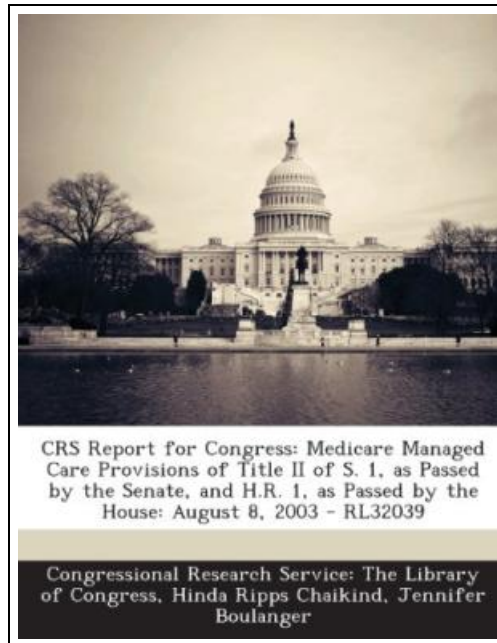 CRS Report for Congress: Medicare Managed
Care Provisions of Title II of S. 1, as Passed
by the Senate, and H.R. 1, as Passed by the
House: August 8, 2003 - RL32039
Congressional Research Service: The Library
of Congress, Hinda Ripps Chaikind, Jennifer
Boulanger